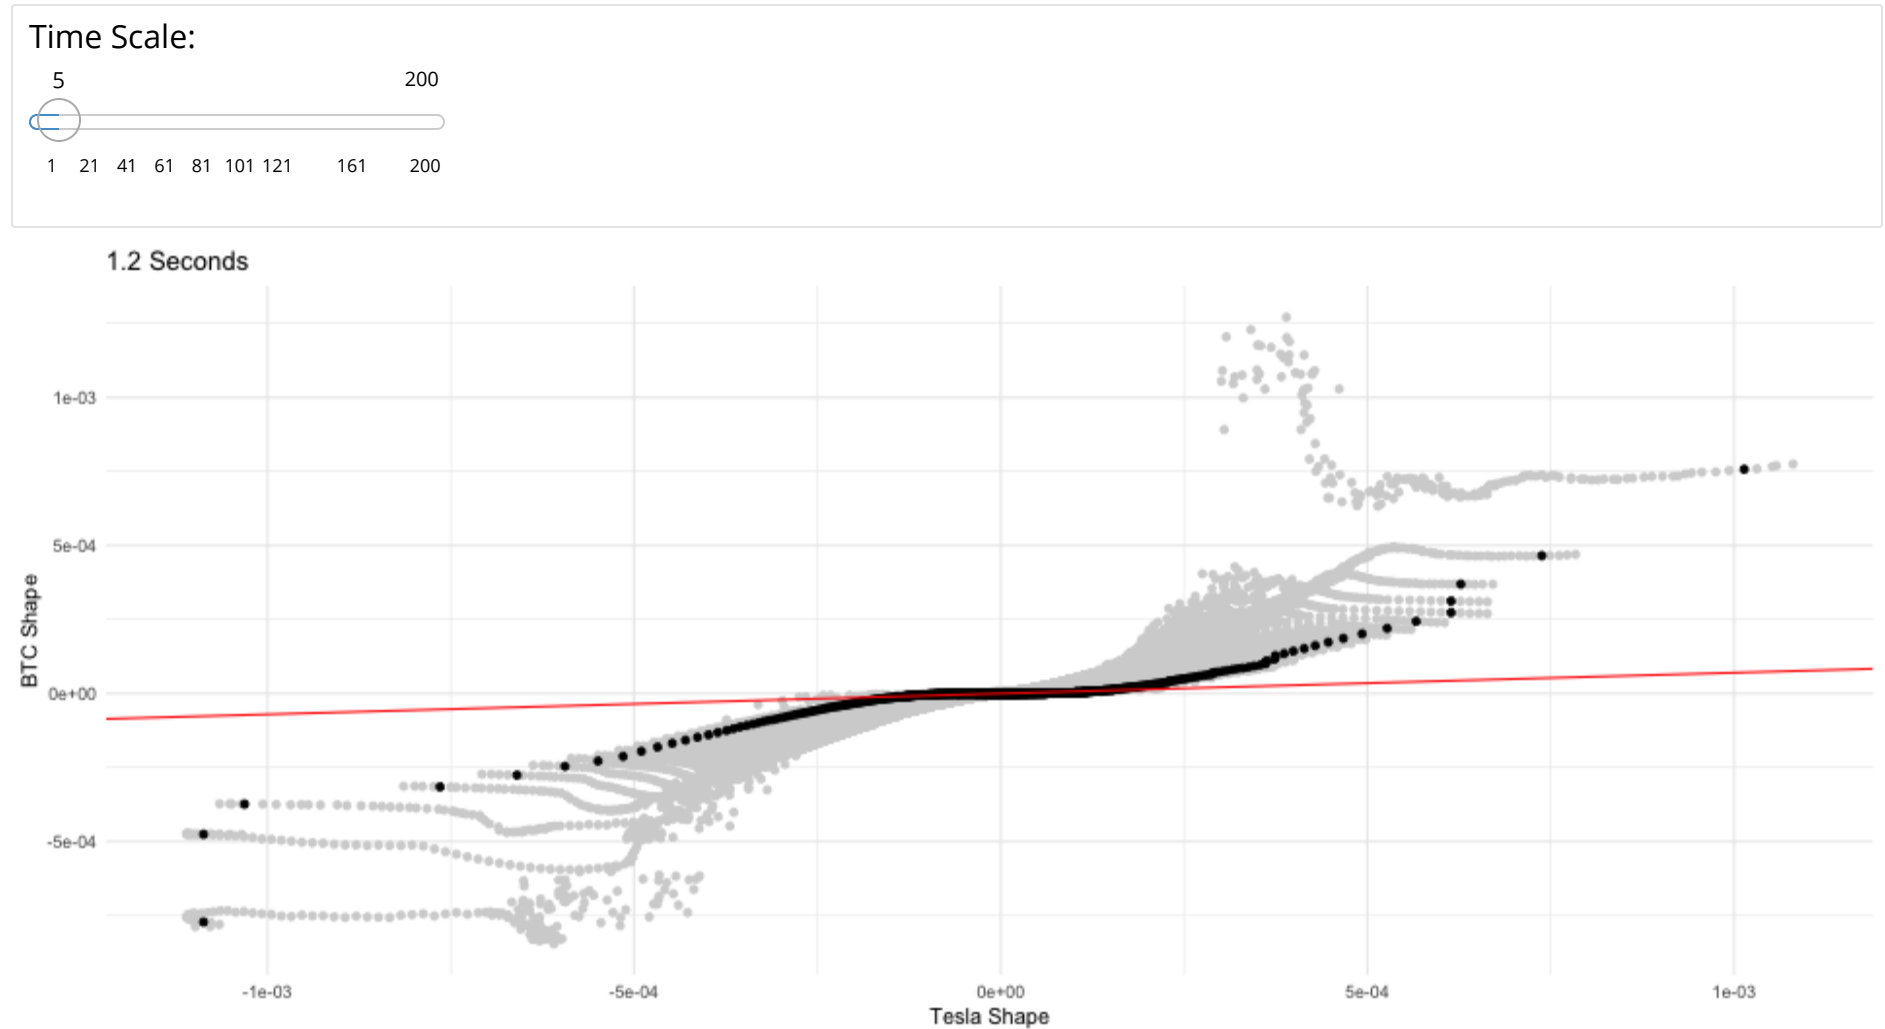 Time Scale:
5 200
1 21 41 61 81 101 121 161 200
1.2 Seconds
1e-03
5e-04
0e+00
-5e-04
BTC Shape
-1e-03 -5e-04 0e+00 5e-04 1e-03
Tesla Shape